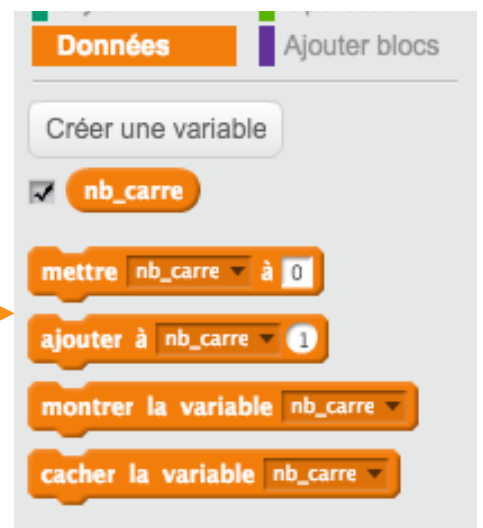 Données
Ajouter blocs
Créer une variable
nb_carre
mettre nb_carre à 0
ajouter à nb_carre 1
montrer la variable nb_carre
cacher la variable nb_carre